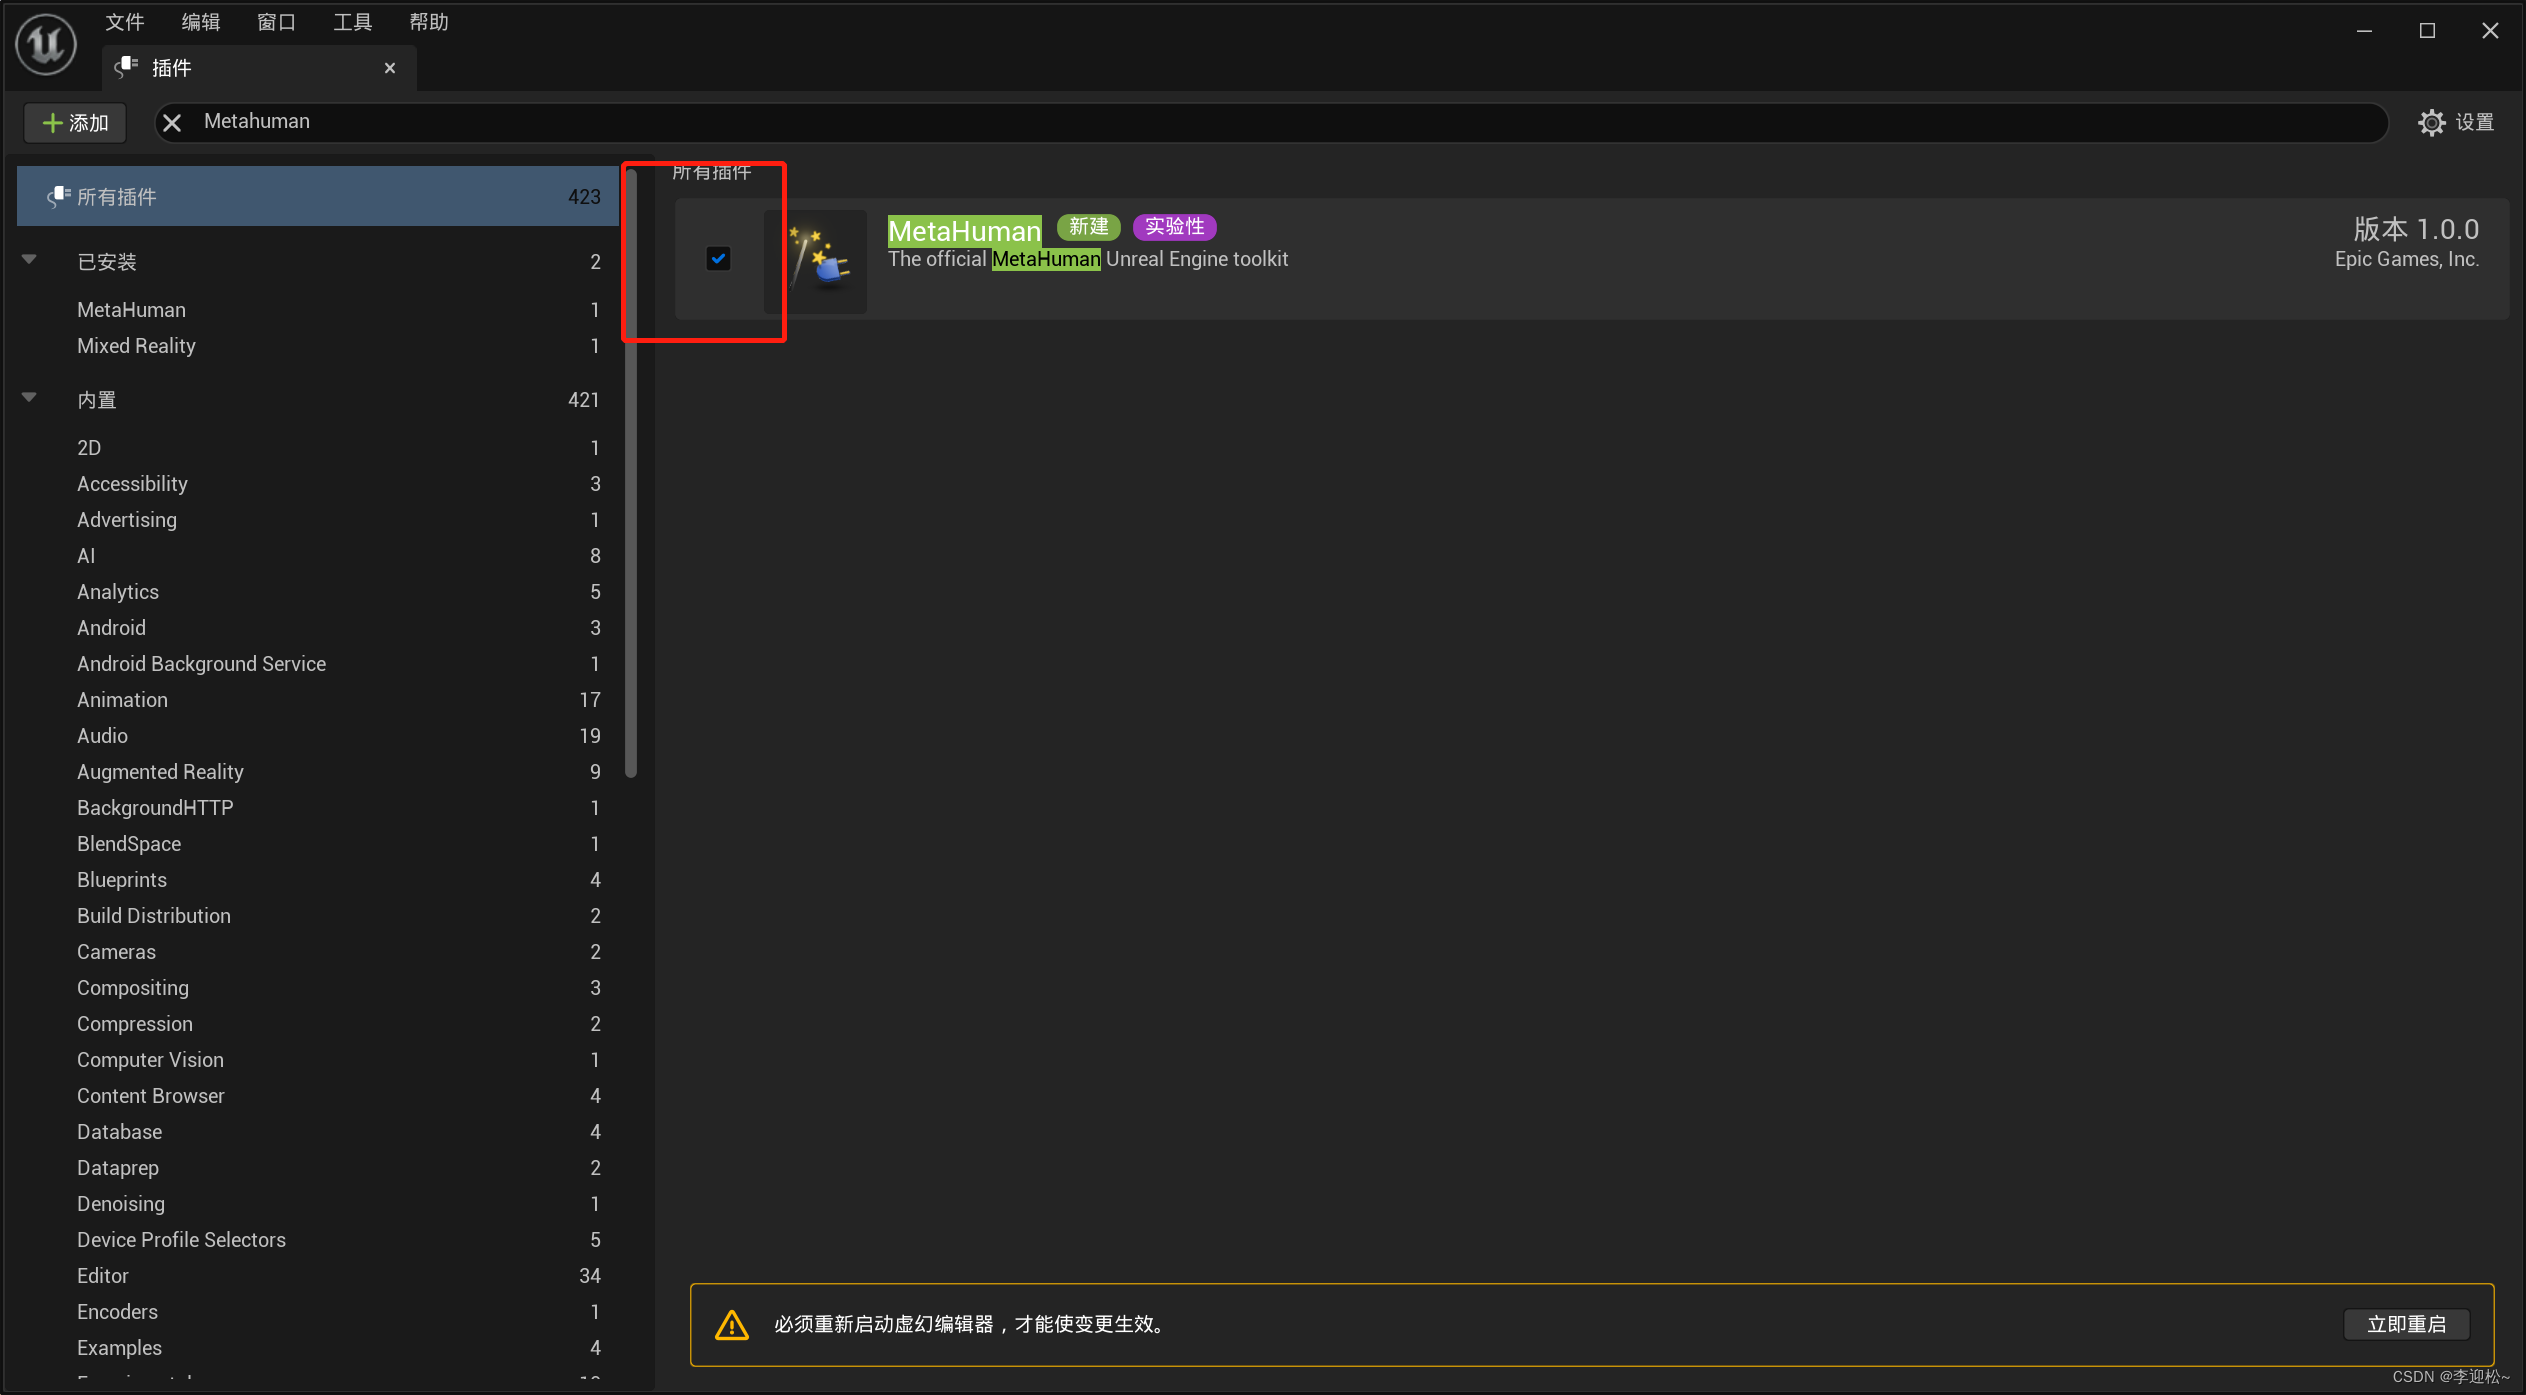 文件 编辑 窗口 工具 帮助
插件
添加 Metahuman 设置
所有插件 423
已安装 2
MetaHuman 1
Mixed Reality 1
内置 421
2D 1
Accessibility 3
Advertising 1
AI 8
Analytics 5
Android 3
Android Background Service 1
Animation 17
Audio 19
Augmented Reality 9
BackgroundHTTP 1
BlendSpace 1
Blueprints 4
Build Distribution 2
Cameras 2
Compositing 3
Compression 2
Computer Vision 1
Content Browser 4
Database 4
Dataprep 2
Denoising 1
Device Profile Selectors 5
Editor 34
Encoders 1
Examples 4
所有插件
MetaHuman 新建 实验性 版本 1.0.0
The official MetaHuman Unreal Engine toolkit Epic Games, Inc.
必须重新启动虚幻编辑器，才能使变更生效。 立即重启
CSDN @李迎松~